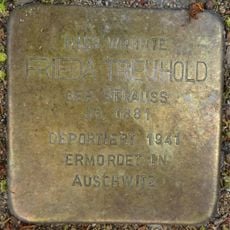 HIER WOHNTE
FRIEDA TREUHOLD
GEB. STRAUSS
JG. 1881
DEPORTIERT 1941
ERMORDET IN
AUSCHWITZ